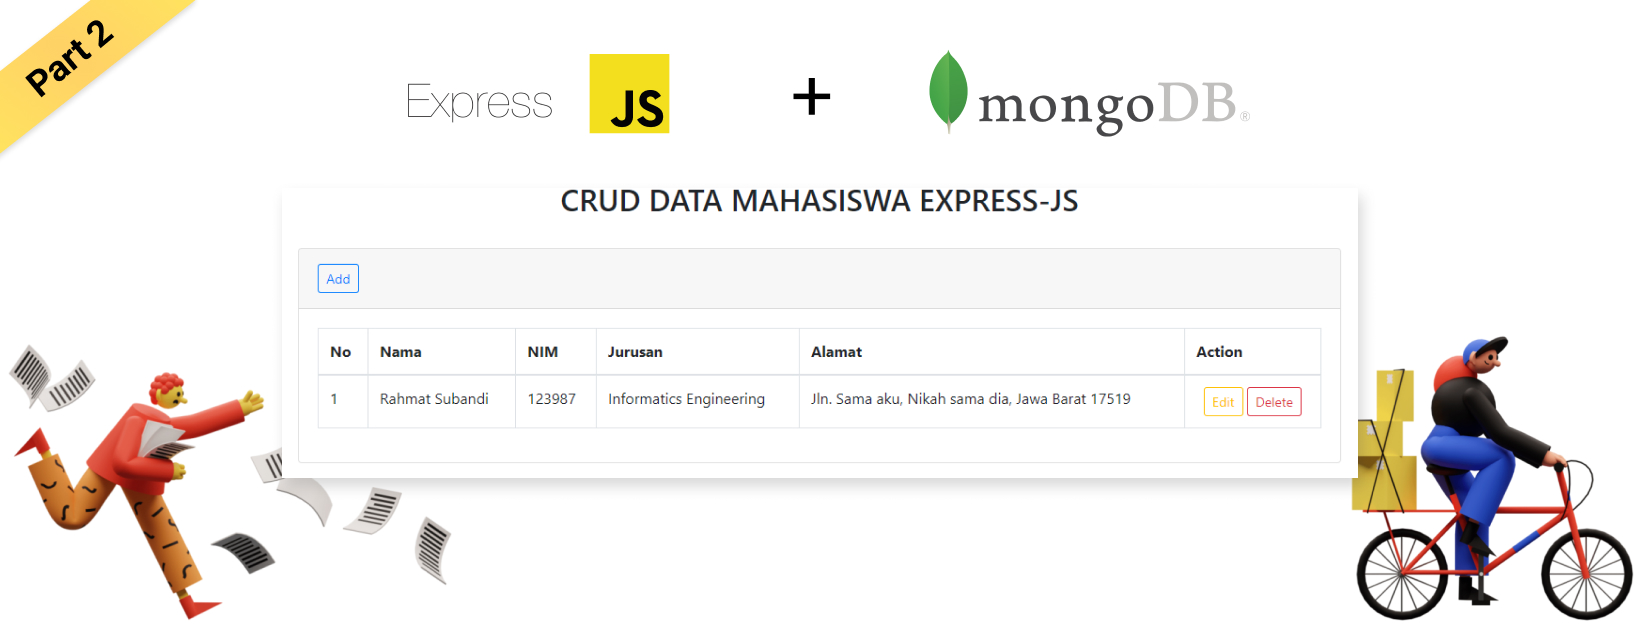 Part 2
Express JS + mongoDB®
CRUD DATA MAHASISWA EXPRESS-JS
Add
No Nama NIM Jurusan Alamat Action
1 Rahmat Subandi 123987 Informatics Engineering Jln. Sama aku, Nikah sama dia, Jawa Barat 17519 Edit Delete